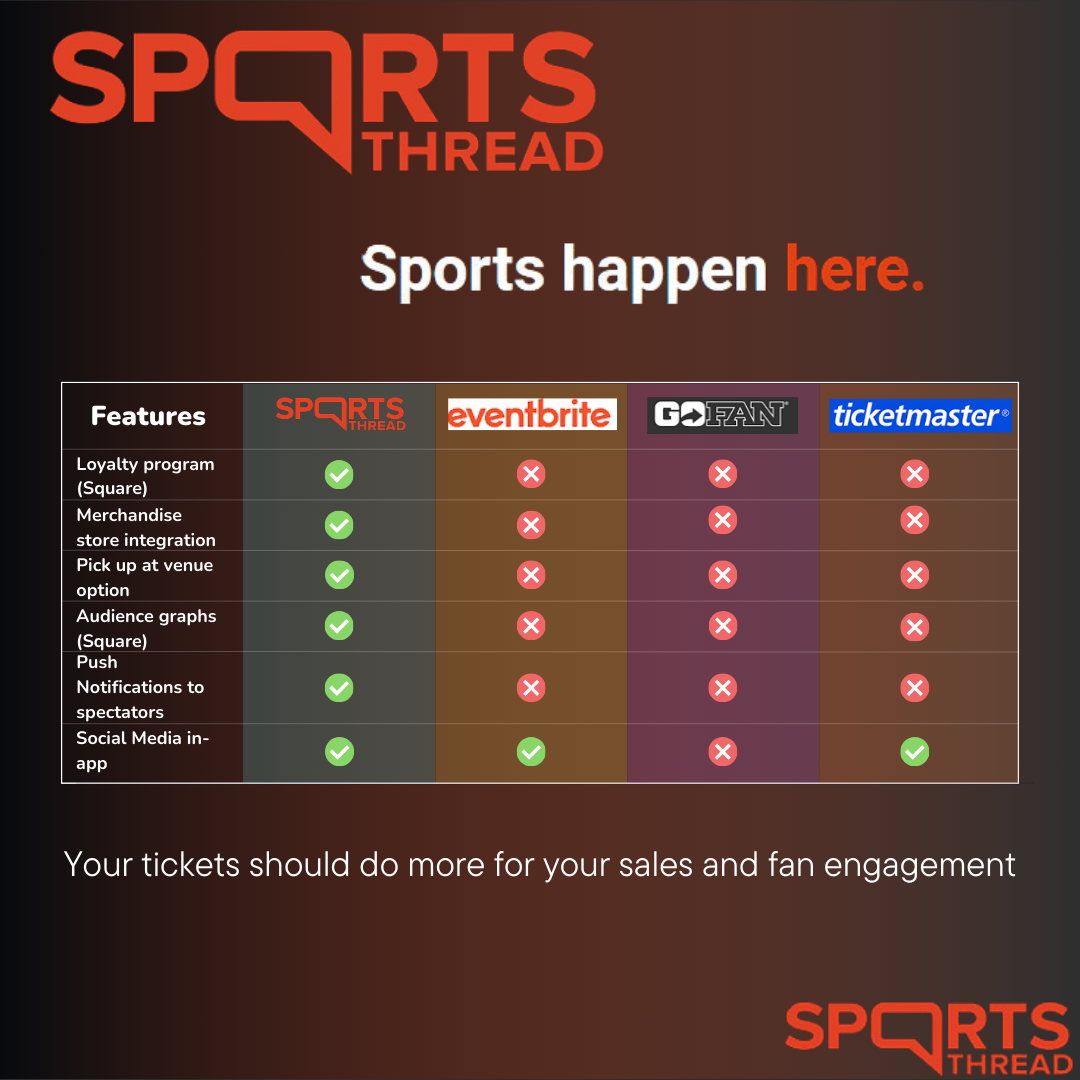 SPORTS
THREAD
Sports happen here.
Features
SPORTS
THREAD
eventbrite
GOFAN
ticketmaster®
Loyalty program
(Square)
Merchandise
store integration
Pick up at venue
option
Audience graphs
(Square)
Push
Notifications to
spectators
Social Media in-
app
Your tickets should do more for your sales and fan engagement
SPORTS
THREAD